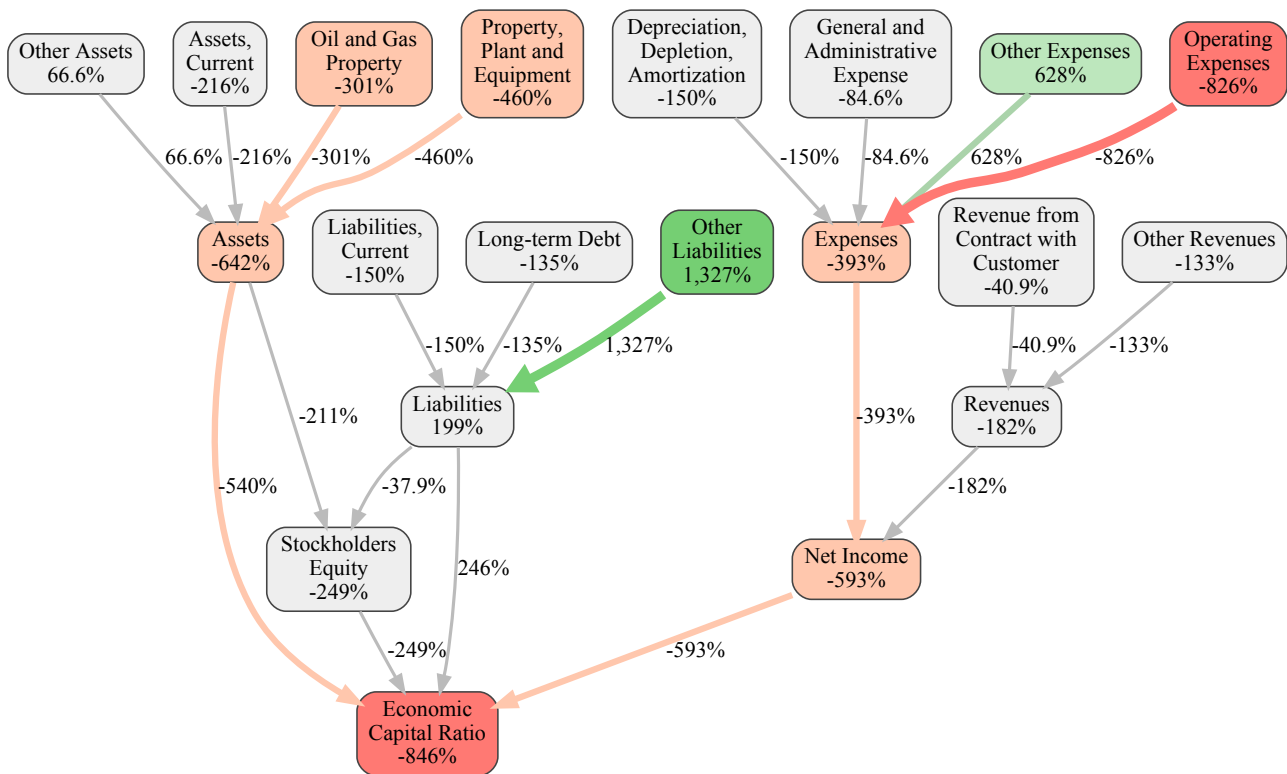 Other Assets
66.6%
Assets,
Current
-216%
Oil and Gas
Property
-301%
Property,
Plant and
Equipment
-460%
Depreciation,
Depletion,
Amortization
-150%
General and
Administrative
Expense
-84.6%
Other Expenses
628%
Operating
Expenses
-826%
66.6%
-216%
-301%
-460%
-150%
-84.6%
628%
-826%
Assets
-642%
Liabilities,
Current
-150%
Long-term Debt
-135%
Other
Liabilities
1,327%
Expenses
-393%
Revenue from
Contract with
Customer
-40.9%
Other Revenues
-133%
-150%
-135%
1,327%
-40.9%
-133%
-211%
Liabilities
199%
-393%
Revenues
-182%
-540%
-37.9%
-182%
Stockholders
Equity
-249%
246%
Net Income
-593%
-249%
-593%
Economic
Capital Ratio
-846%